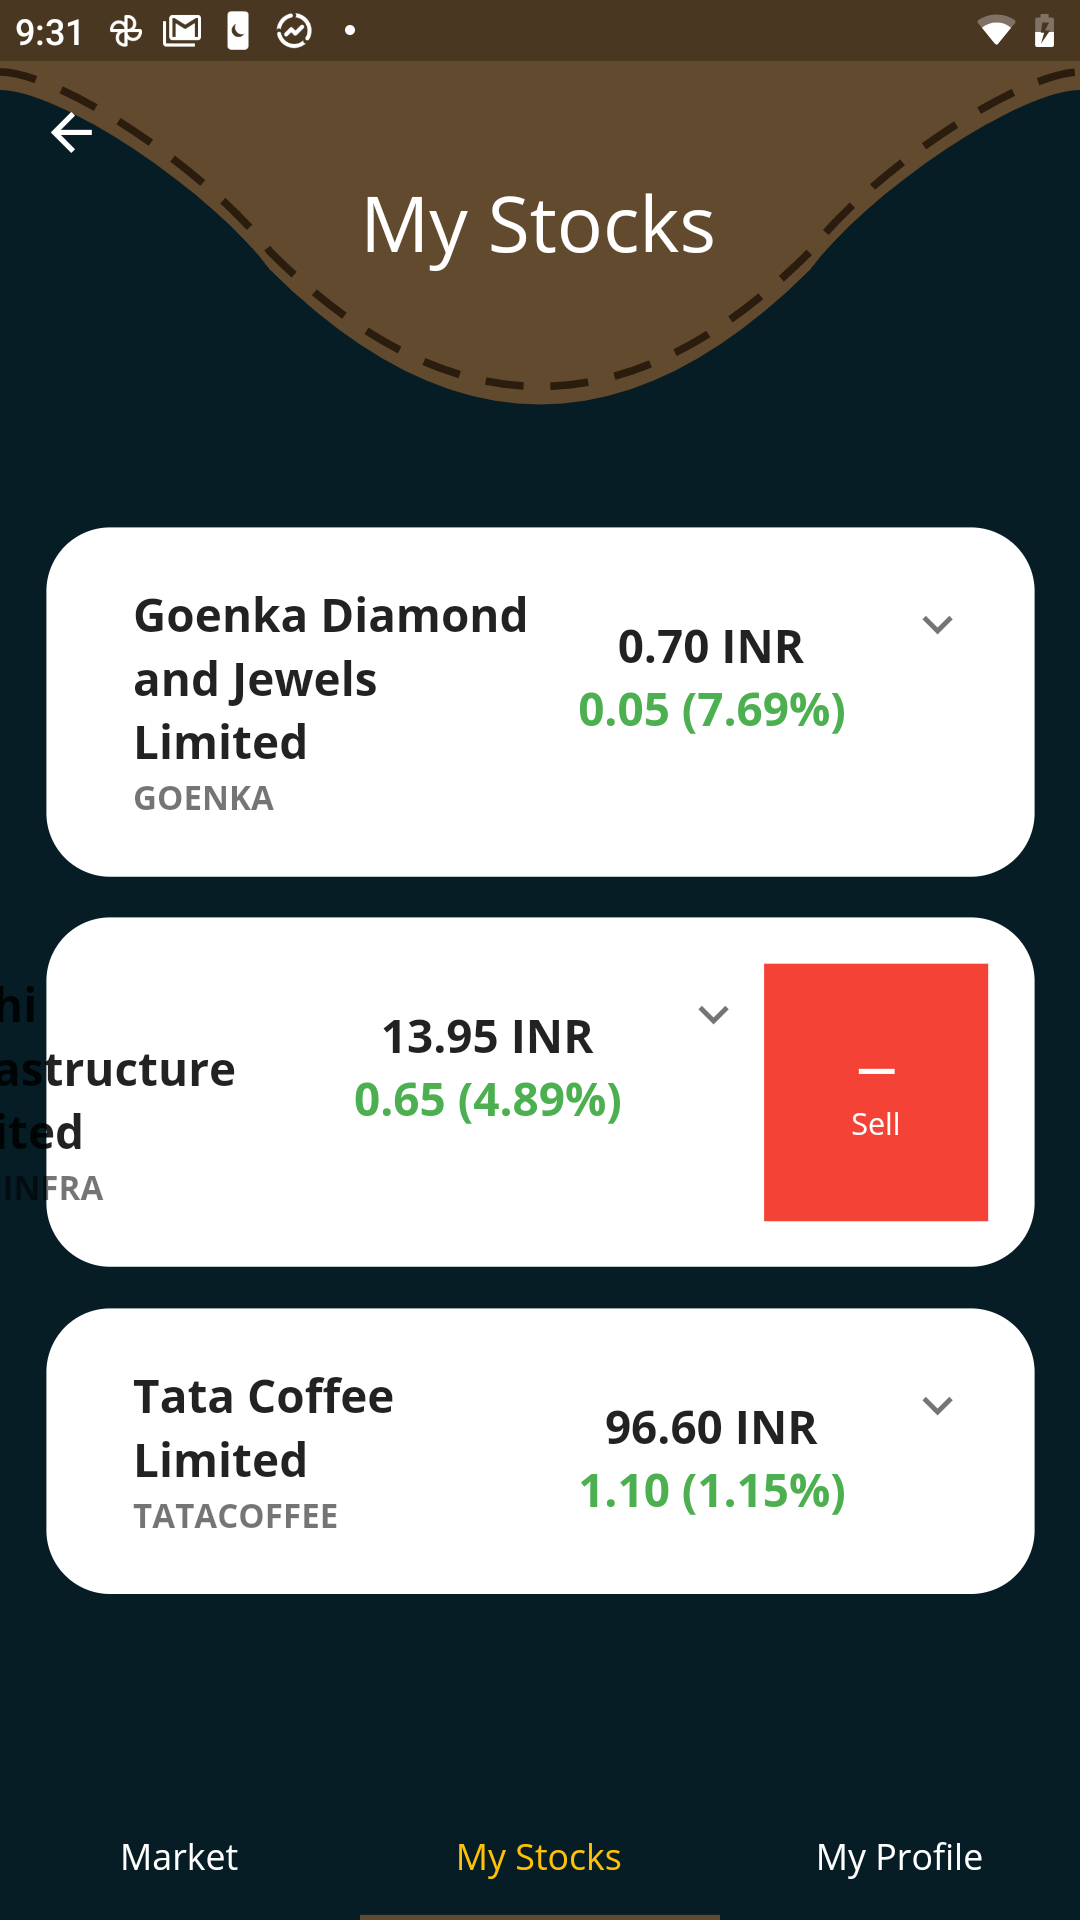 9:31
My Stocks
Goenka Diamond
and Jewels
Limited
GOENKA
0.70 INR
0.05 (7.69%)
hi
astructure
ited
INFRA
13.95 INR
0.65 (4.89%)
Sell
Tata Coffee
Limited
TATACOFFEE
96.60 INR
1.10 (1.15%)
Market
My Stocks
My Profile